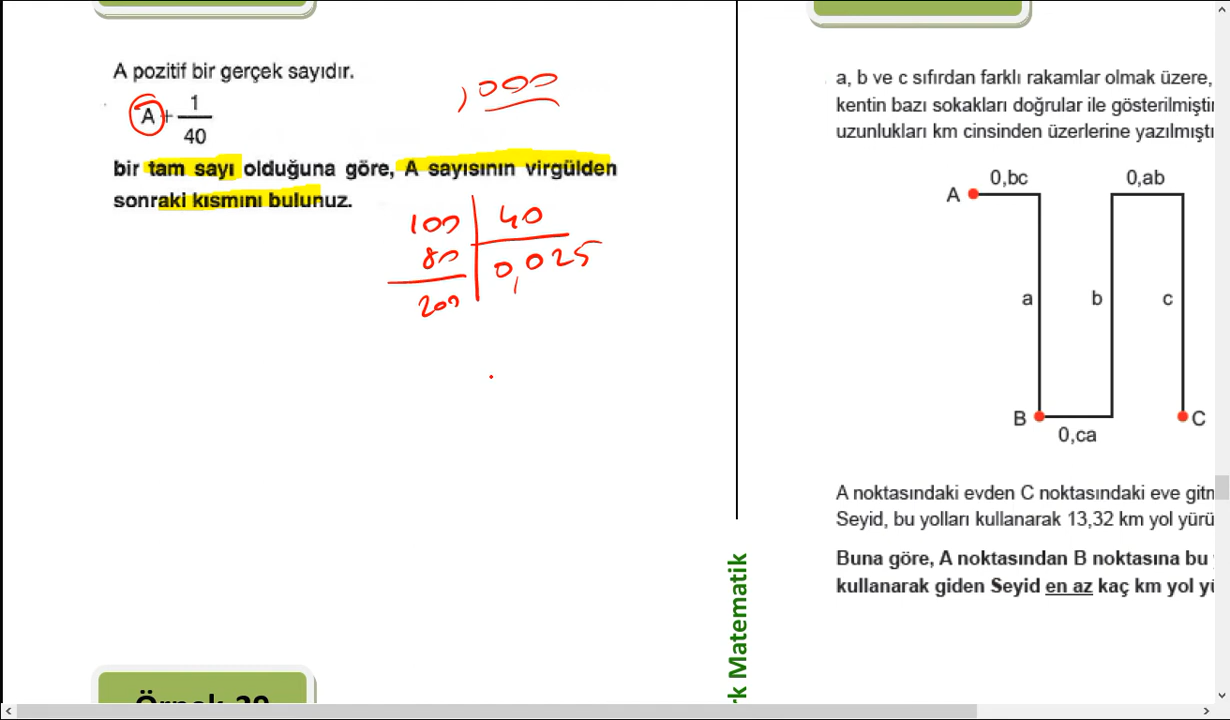 A pozitif bir gerçek sayıdır.
,000
A + 1
40
bir tam sayı olduğuna göre, A sayısının virgülden
sonraki kısmını bulunuz.
100 40
80 0,025
200
a, b ve c sıfırdan farklı rakamlar olmak üzere,
kentin bazı sokakları doğrular ile gösterilmişti
uzunlukları km cinsinden üzerlerine yazılmıştı
0,bc 0,ab
A
a b c
B C
0,ca
A noktasındaki evden C noktasındaki eve gitm
Seyid, bu yolları kullanarak 13,32 km yol yürü
Buna göre, A noktasından B noktasına bu
kullanarak giden Seyid en az kaç km yol yü
rk Matematik